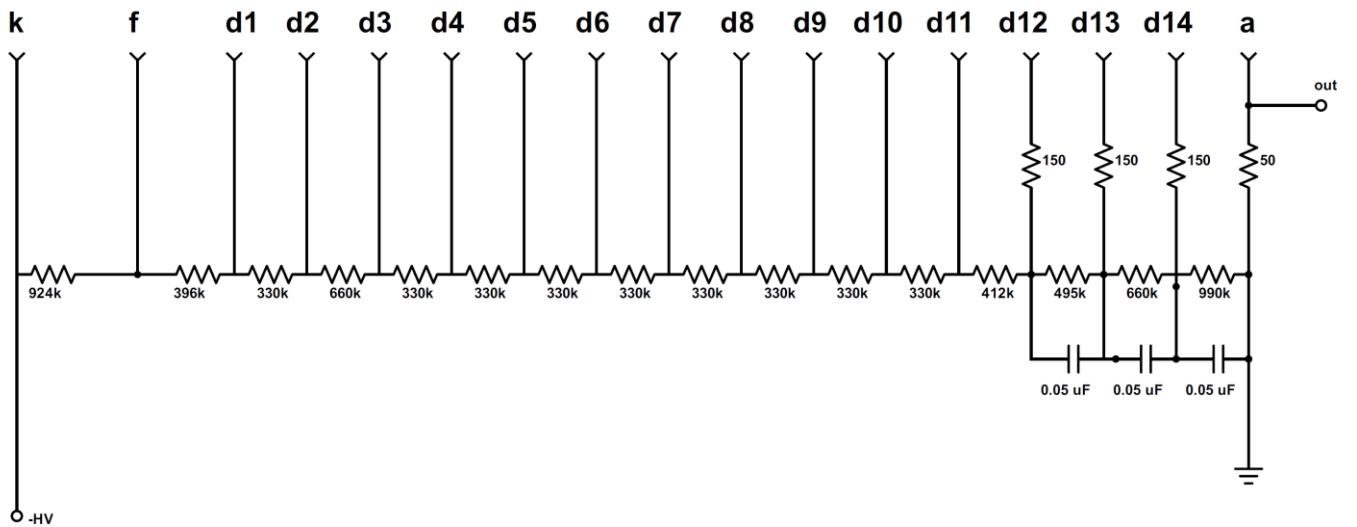 k f d1 d2 d3 d4 d5 d6 d7 d8 d9 d10 d11 d12 d13 d14 a
out
150 150 150 50
924k 396k 330k 660k 330k 330k 330k 330k 330k 330k 330k 330k 412k 495k 660k 990k
0.05 uF 0.05 uF 0.05 uF
-HV